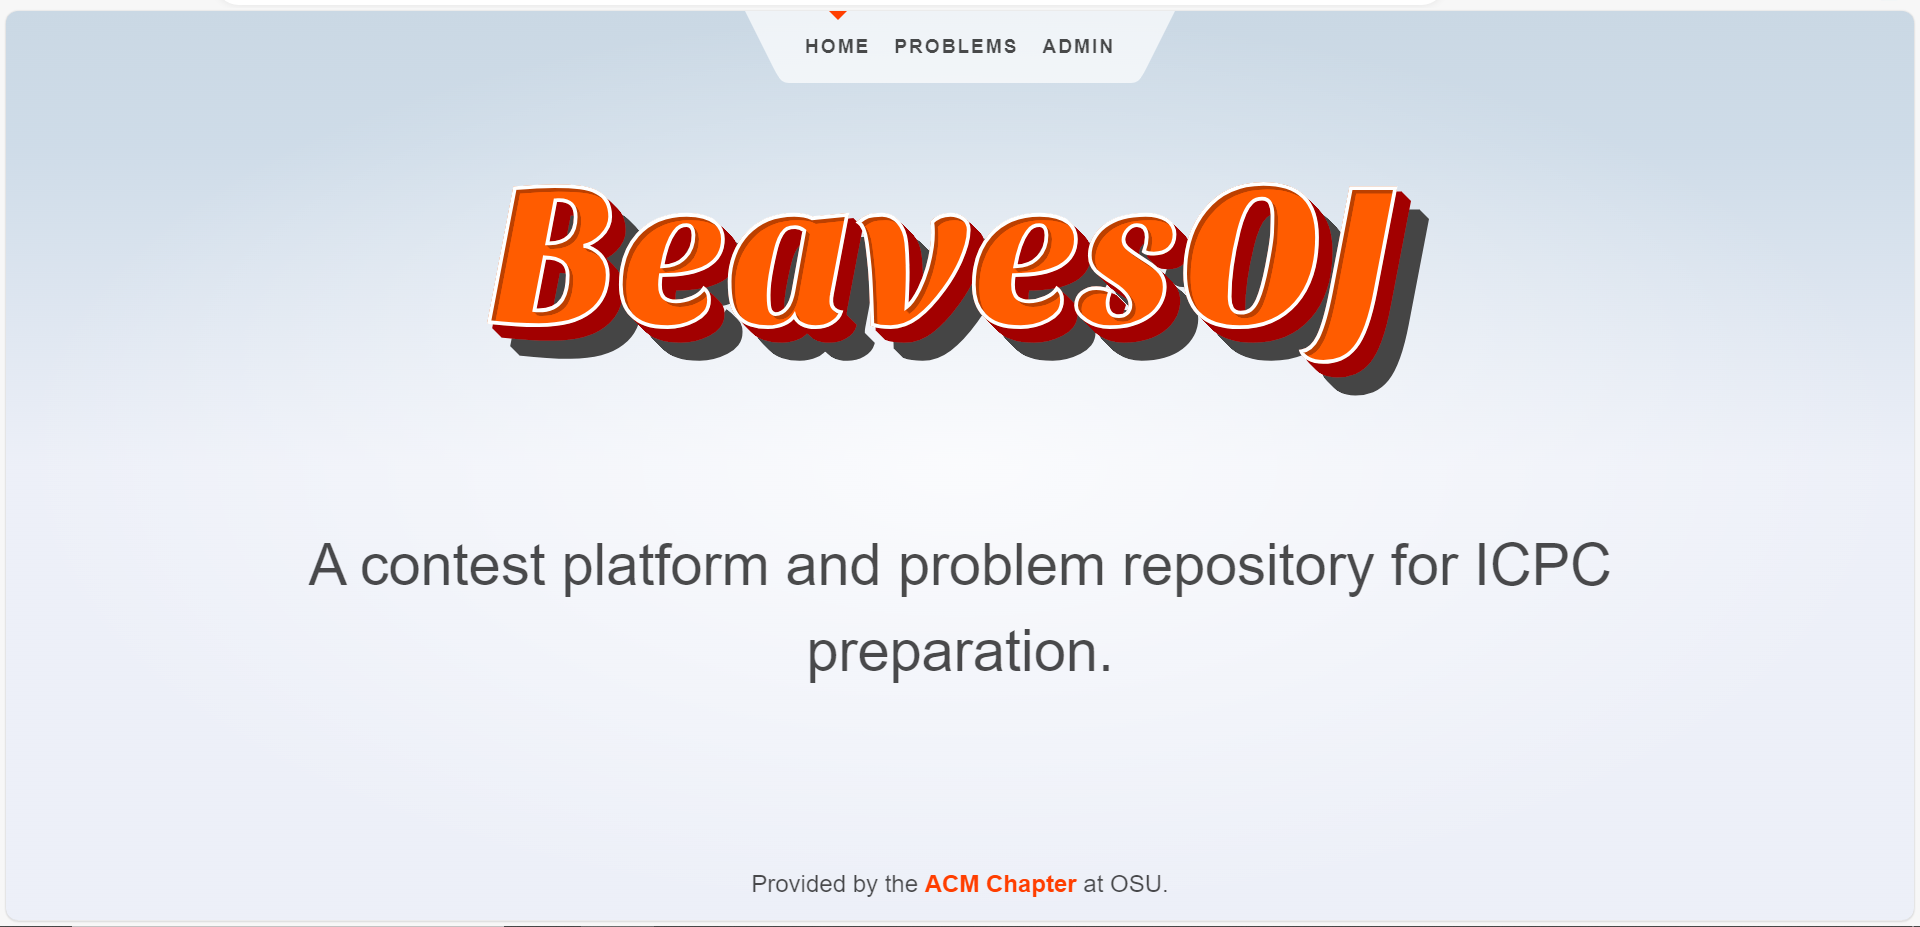 HOME PROBLEMS ADMIN
BeavesOJ
A contest platform and problem repository for ICPC
preparation.
Provided by the ACM Chapter at OSU.